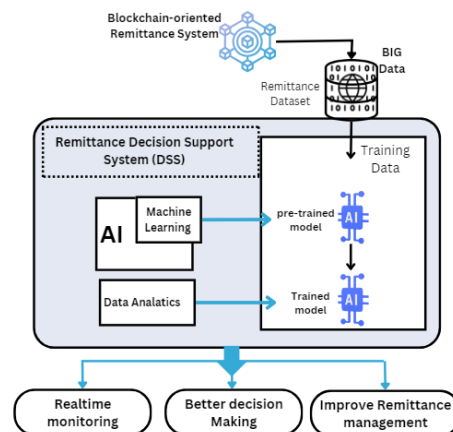 Blockchain-oriented
Remittance System
BIG
Data
Remittance
Dataset
Remittance Decision Support
System (DSS)
Training
Data
Machine
Learning
AI
pre-trained
model
AI
Data Analatics
Trained
model
AI
Realtime
monitoring
Better decision
Making
Improve Remittance
management